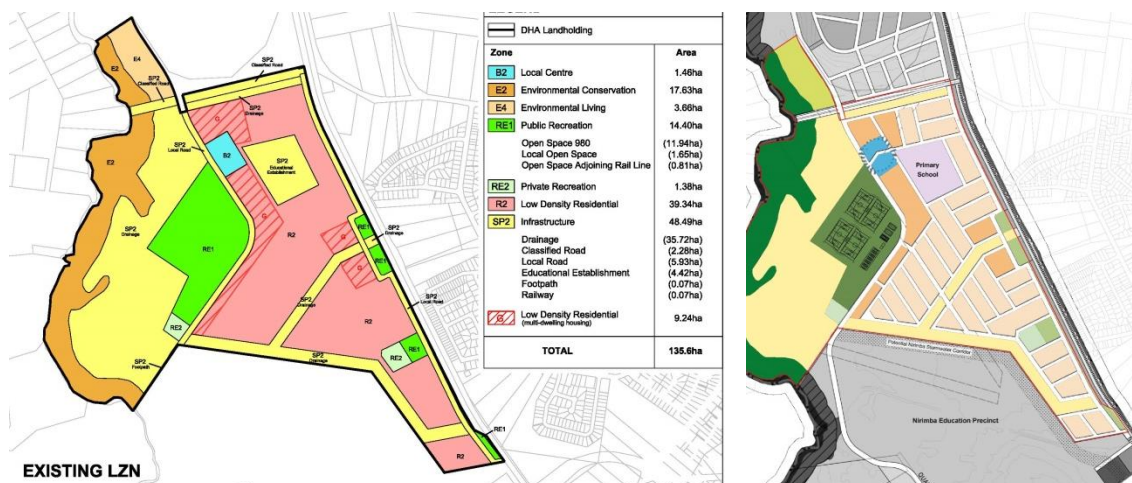 DHA Landholding
Zone Area
B2 Local Centre 1.46ha
E2 Environmental Conservation 17.63ha
E4 Environmental Living 3.66ha
RE1 Public Recreation 14.40ha
Open Space 980 (11.94ha)
Local Open Space (1.65ha)
Open Space Adjoining Rail Line (0.81ha)
RE2 Private Recreation 1.38ha
R2 Low Density Residential 39.34ha
SP2 Infrastructure 48.49ha
Drainage (35.72ha)
Classified Road (2.28ha)
Local Road (5.93ha)
Educational Establishment (4.42ha)
Footpath (0.07ha)
Railway (0.07ha)
G Low Density Residential 9.24ha
(multi-dwelling housing)
TOTAL 135.6ha
E4
E2
SP2
Classified Road
SP2
Classified Road
SP2
Drainage
E2
SP2
Local Road
B2
SP2
Educational Establishment
G
G
G
SP2
Drainage
RE1
R2
RE1
SP2
Drainage
RE1
SP2
Drainage
SP2
Local Road
R2
RE2
RE1
RE2
SP2
Drainage
SP2
Footpath
R2
RE1
EXISTING LZN
Primary
School
Potential Nirimba Stormwater Corridor
Nirimba Education Precinct